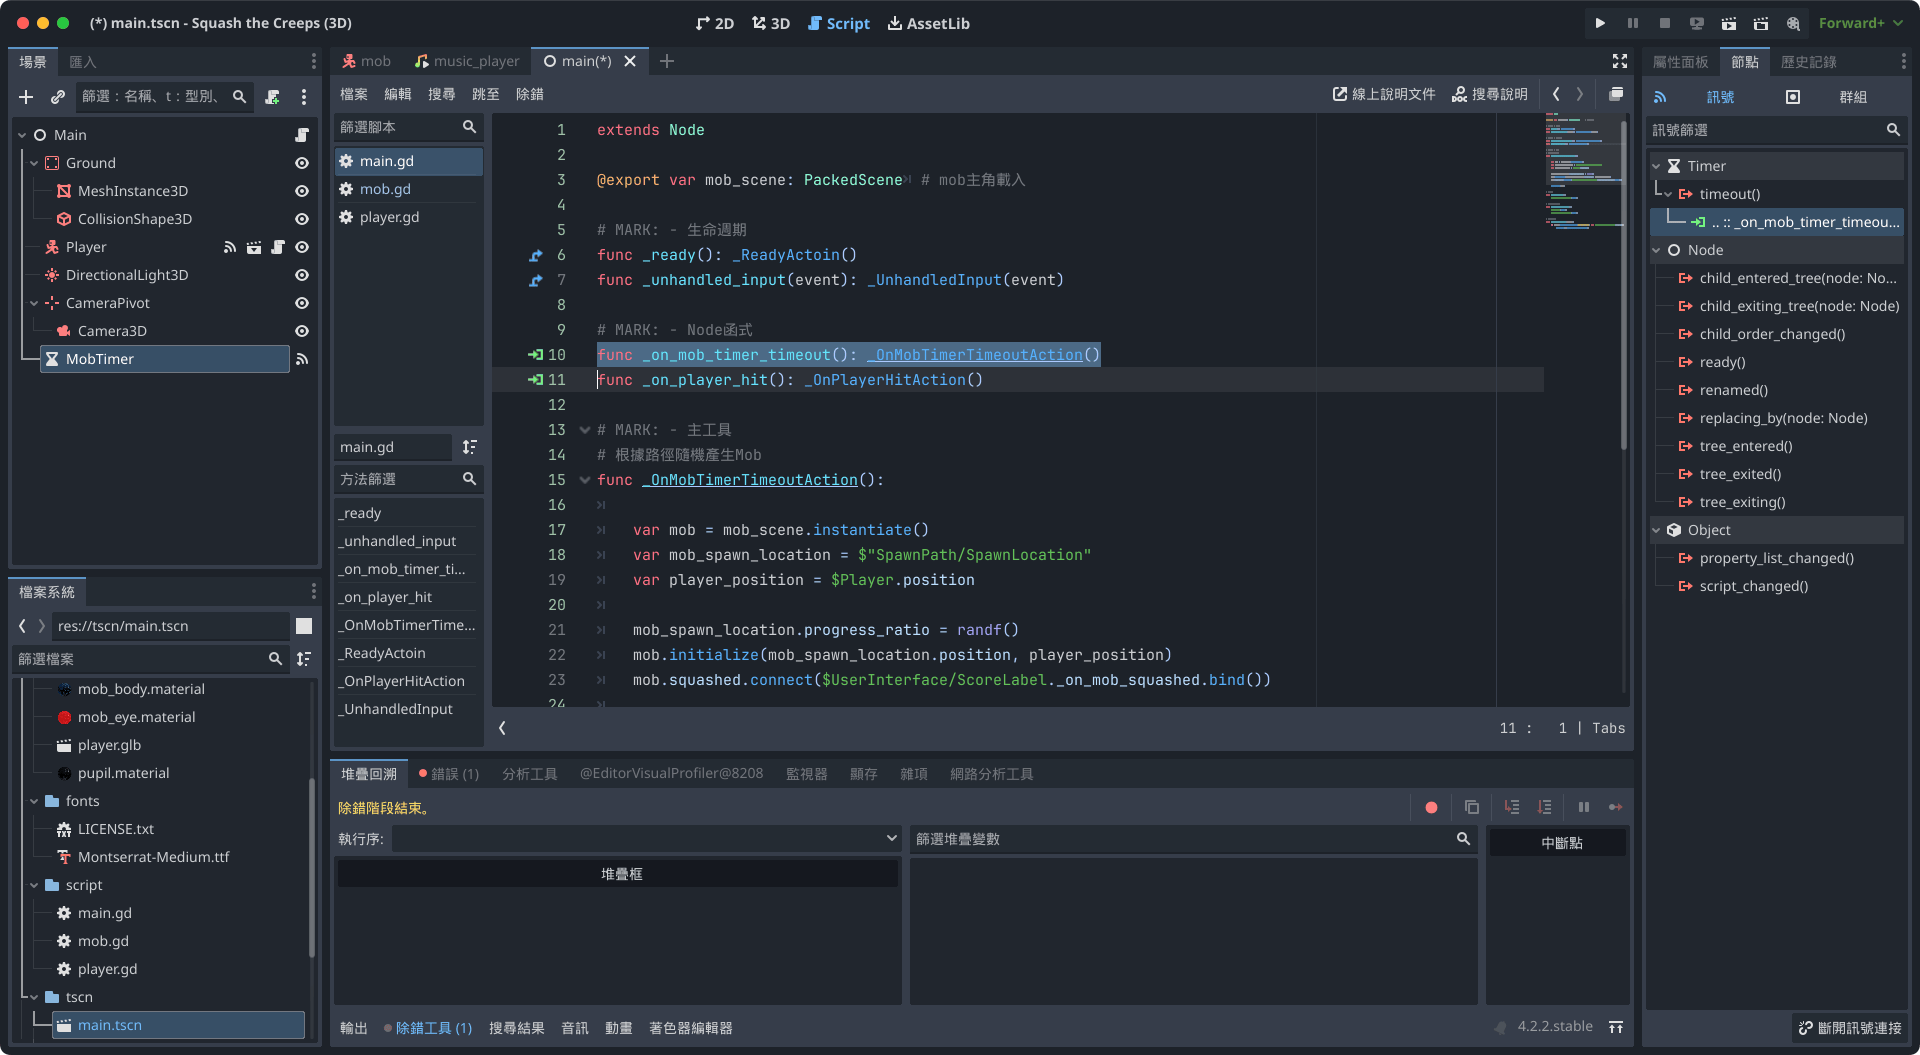 (*) main.tscn - Squash the Creeps (3D)
2D
3D
Script
AssetLib
Forward+
場景
匯入
篩選：名稱、t：型別、
Main
Ground
MeshInstance3D
CollisionShape3D
Player
DirectionalLight3D
CameraPivot
Camera3D
MobTimer
檔案系統
res://tscn/main.tscn
篩選檔案
mob_body.material
mob_eye.material
player.glb
pupil.material
fonts
LICENSE.txt
Montserrat-Medium.ttf
script
main.gd
mob.gd
player.gd
tscn
main.tscn
mob
music_player
main(*)
檔案
編輯
搜尋
跳至
除錯
線上說明文件
搜尋說明
篩選腳本
main.gd
mob.gd
player.gd
main.gd
方法篩選
_ready
_unhandled_input
_on_mob_timer_ti...
_on_player_hit
_OnMobTimerTime...
_ReadyActoin
_OnPlayerHitAction
_UnhandledInput
1 extends Node
2
3 @export var mob_scene: PackedScene # mob主角載入
4
5 # MARK: - 生命週期
6 func _ready(): _ReadyActoin()
7 func _unhandled_input(event): _UnhandledInput(event)
8
9 # MARK: - Node函式
10 func _on_mob_timer_timeout(): _OnMobTimerTimeoutAction()
11 func _on_player_hit(): _OnPlayerHitAction()
12
13 # MARK: - 主工具
14 # 根據路徑隨機產生Mob
15 func _OnMobTimerTimeoutAction():
16
17 var mob = mob_scene.instantiate()
18 var mob_spawn_location = $"SpawnPath/SpawnLocation"
19 var player_position = $Player.position
20
21 mob_spawn_location.progress_ratio = randf()
22 mob.initialize(mob_spawn_location.position, player_position)
23 mob.squashed.connect($UserInterface/ScoreLabel._on_mob_squashed.bind())
24
11 : 1 | Tabs
堆疊回溯
錯誤 (1)
分析工具
@EditorVisualProfiler@8208
監視器
顯存
雜項
網路分析工具
除錯階段結束。
執行序:
篩選堆疊變數
中斷點
堆疊框
輸出
除錯工具 (1)
搜尋結果
音訊
動畫
著色器編輯器
4.2.2.stable
屬性面板
節點
歷史記錄
訊號
群組
訊號篩選
Timer
timeout()
.. :: _on_mob_timer_timeou...
Node
child_entered_tree(node: No...
child_exiting_tree(node: Node)
child_order_changed()
ready()
renamed()
replacing_by(node: Node)
tree_entered()
tree_exited()
tree_exiting()
Object
property_list_changed()
script_changed()
斷開訊號連接